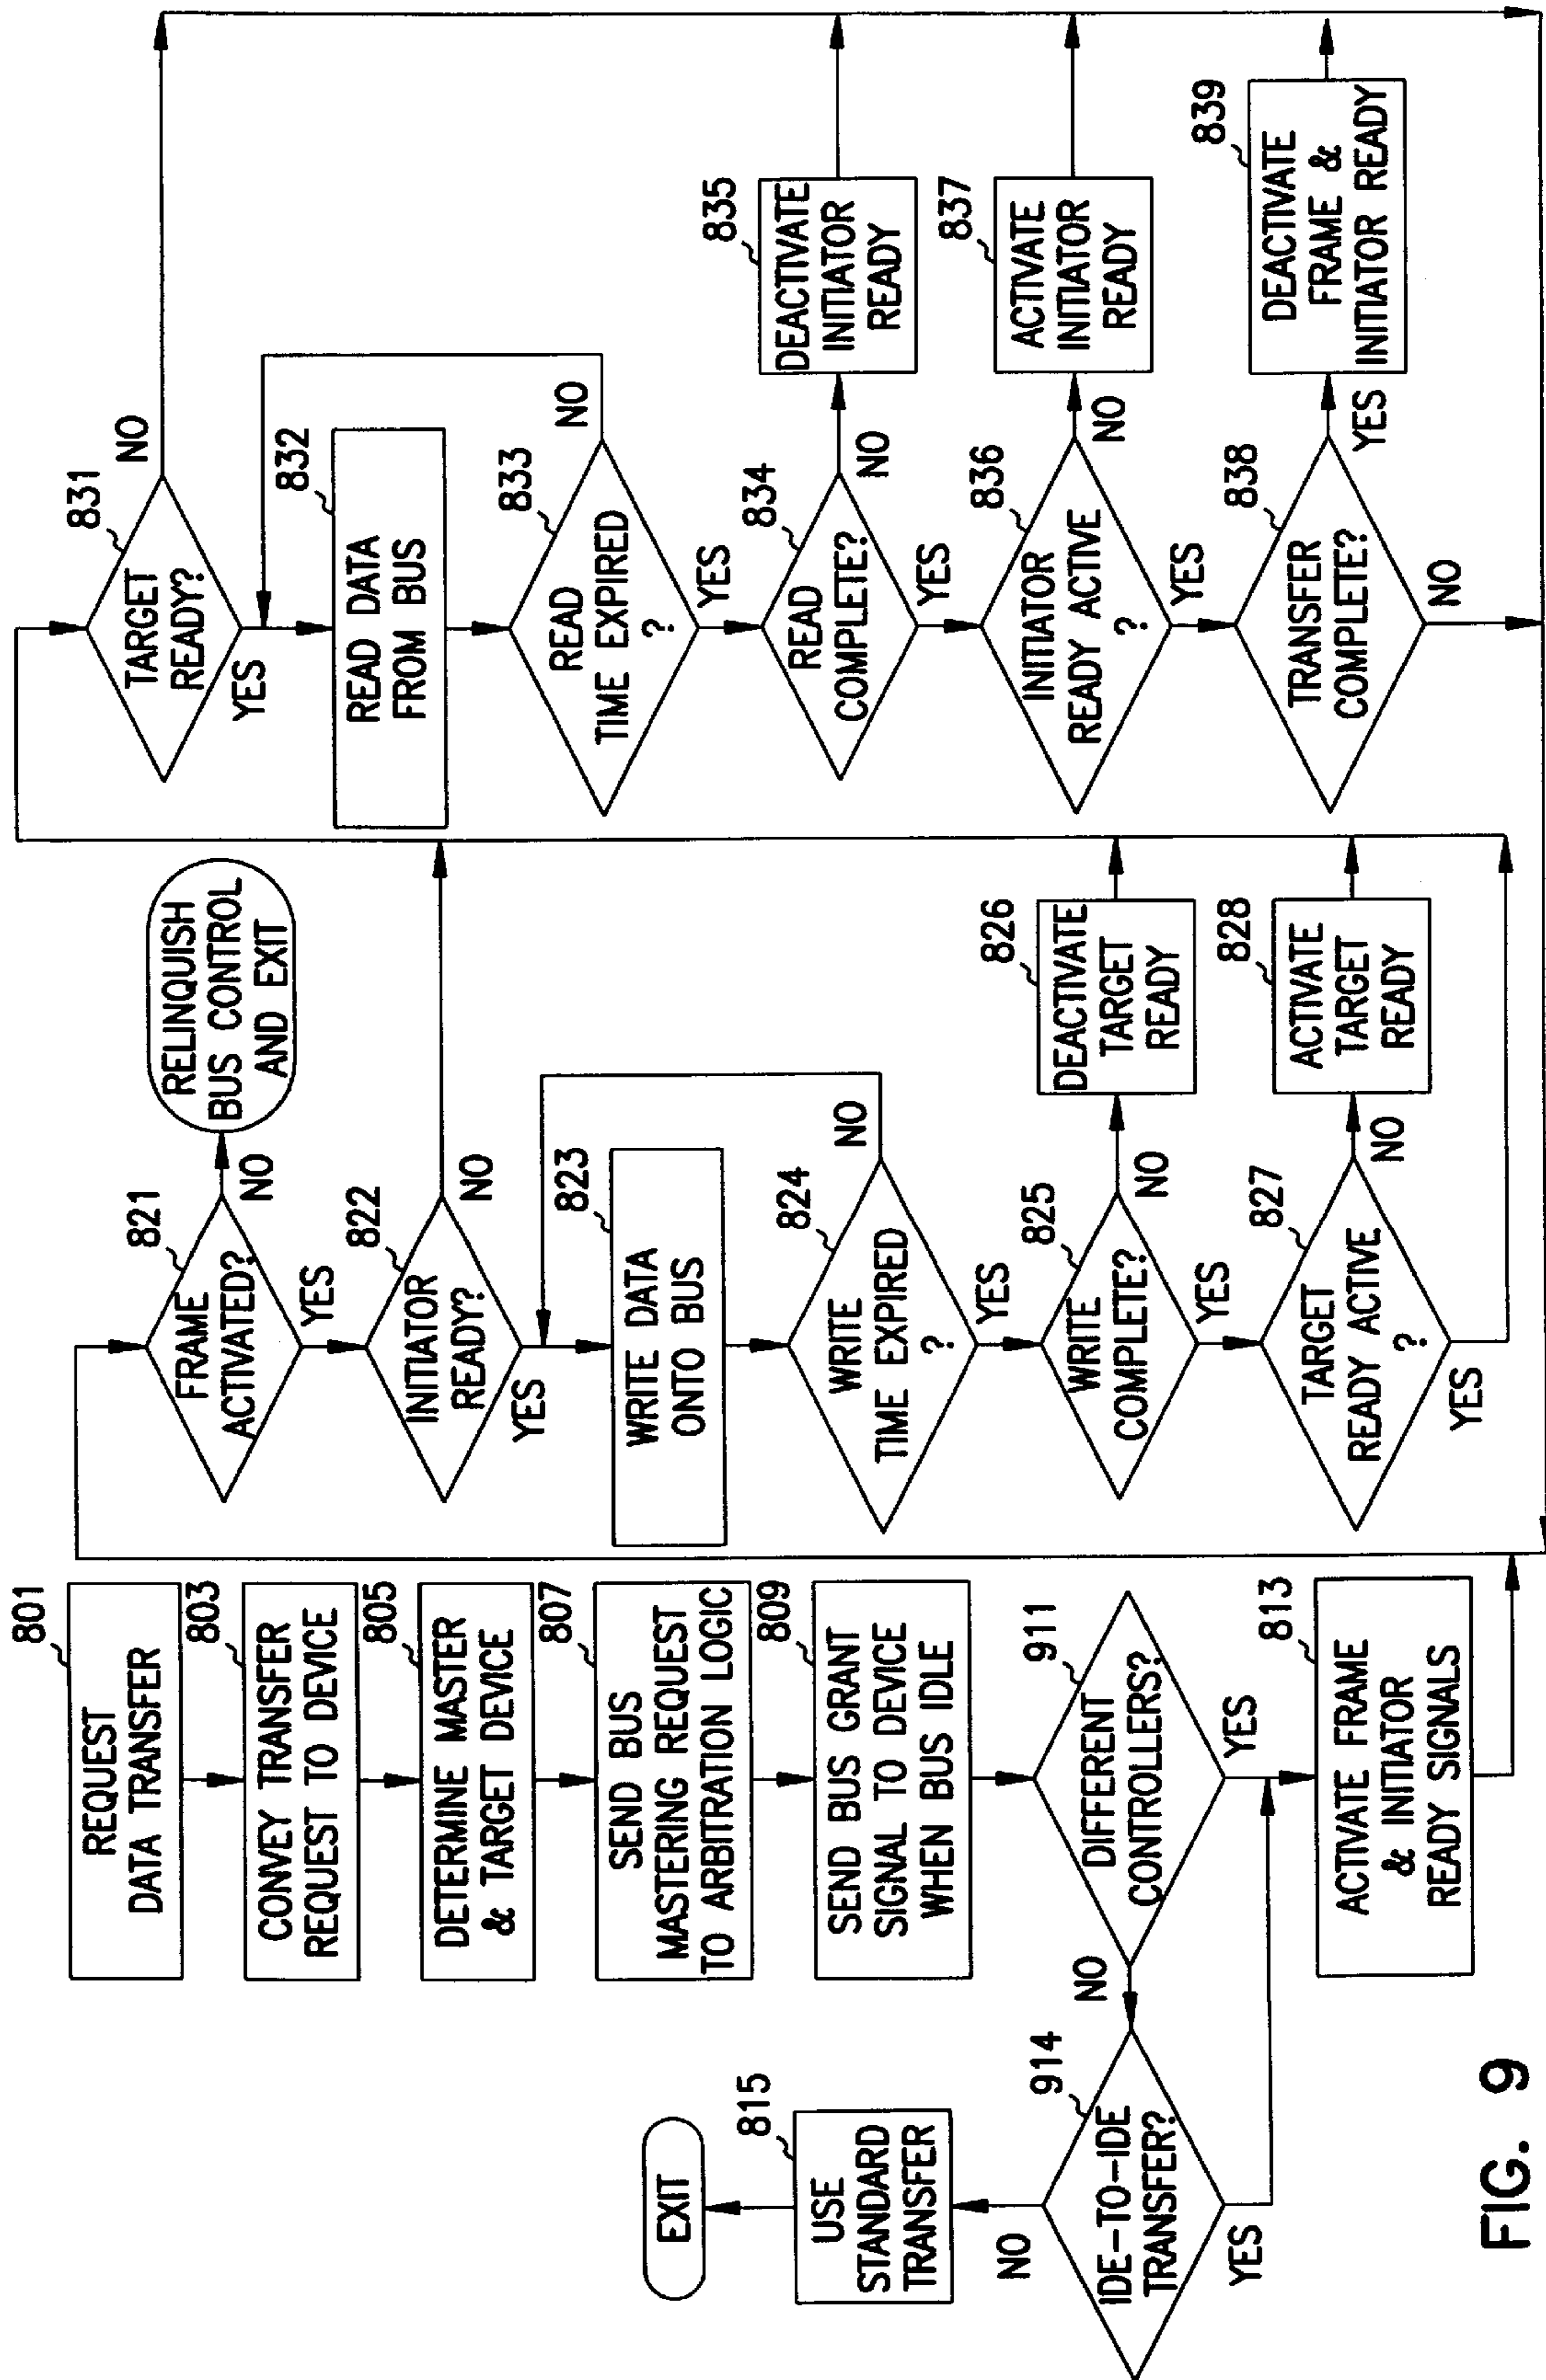 801
REQUEST
DATA TRANSFER
803
CONVEY TRANSFER
REQUEST TO DEVICE
805
DETERMINE MASTER
& TARGET DEVICE
807
SEND BUS
MASTERING REQUEST
TO ARBITRATION LOGIC
809
SEND BUS GRANT
SIGNAL TO DEVICE
WHEN BUS IDLE
911
DIFFERENT
CONTROLLERS?
NO
YES
914
IDE-TO-IDE
TRANSFER?
NO
YES
815
USE
STANDARD
TRANSFER
EXIT
813
ACTIVATE FRAME
& INITIATOR
READY SIGNALS
821
FRAME
ACTIVATED?
NO
YES
RELINQUISH
BUS CONTROL
AND EXIT
822
INITIATOR
READY?
NO
YES
823
WRITE DATA
ONTO BUS
824
WRITE
TIME EXPIRED
?
NO
YES
825
WRITE
COMPLETE?
NO
YES
826
DEACTIVATE
TARGET
READY
827
TARGET
READY ACTIVE
?
NO
YES
828
ACTIVATE
TARGET
READY
831
TARGET
READY?
NO
YES
832
READ DATA
FROM BUS
833
READ
TIME EXPIRED
?
NO
YES
834
READ
COMPLETE?
NO
YES
835
DEACTIVATE
INITIATOR
READY
836
INITIATOR
READY ACTIVE
?
NO
YES
837
ACTIVATE
INITIATOR
READY
838
TRANSFER
COMPLETE?
YES
NO
839
DEACTIVATE
FRAME &
INITIATOR READY
FIG. 9